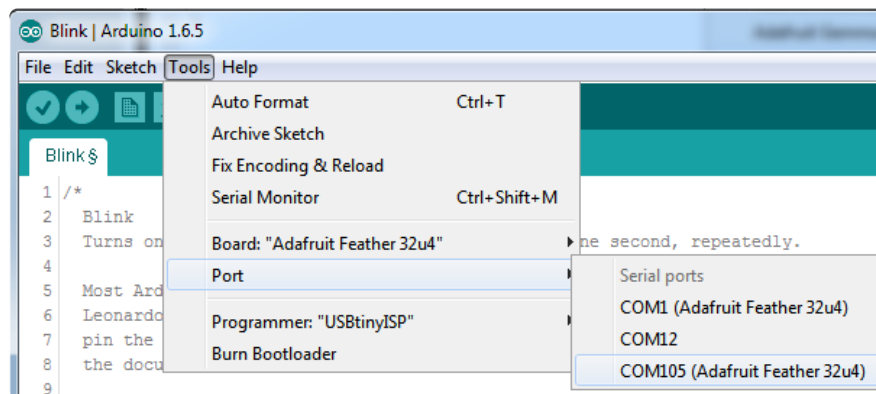 Blink | Arduino 1.6.5
File Edit Sketch Tools Help
Auto Format Ctrl+T
Archive Sketch
Fix Encoding & Reload
Serial Monitor Ctrl+Shift+M
Board: "Adafruit Feather 32u4"
Port
Programmer: "USBtinyISP"
Burn Bootloader
Serial ports
COM1 (Adafruit Feather 32u4)
COM12
COM105 (Adafruit Feather 32u4)
Blink §
1 /*
2 Blink
3 Turns on ne second, repeatedly.
4
5 Most Ard
6 Leonardo
7 pin the
8 the docu
9